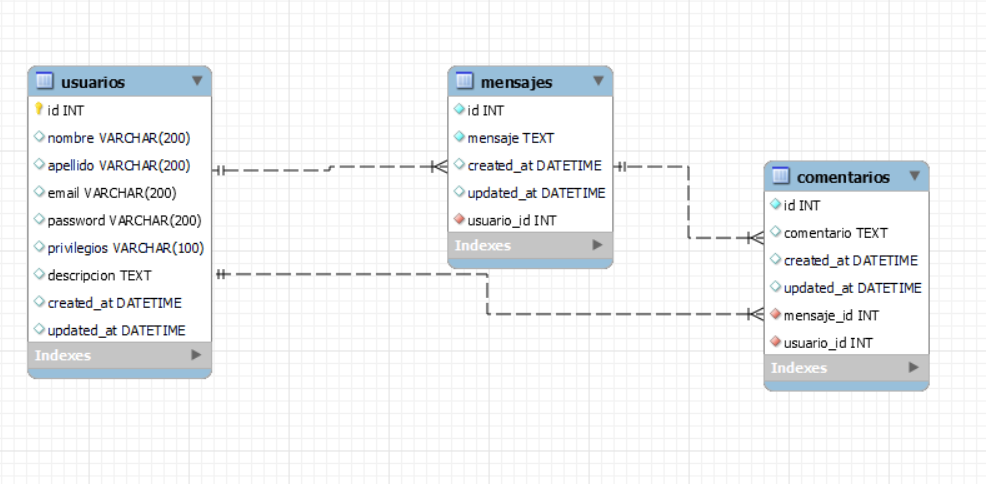 usuarios
id INT
nombre VARCHAR(200)
apellido VARCHAR(200)
email VARCHAR(200)
password VARCHAR(200)
privilegios VARCHAR(100)
descripcion TEXT
created_at DATETIME
updated_at DATETIME
Indexes
mensajes
id INT
mensaje TEXT
created_at DATETIME
updated_at DATETIME
usuario_id INT
Indexes
comentarios
id INT
comentario TEXT
created_at DATETIME
updated_at DATETIME
mensaje_id INT
usuario_id INT
Indexes